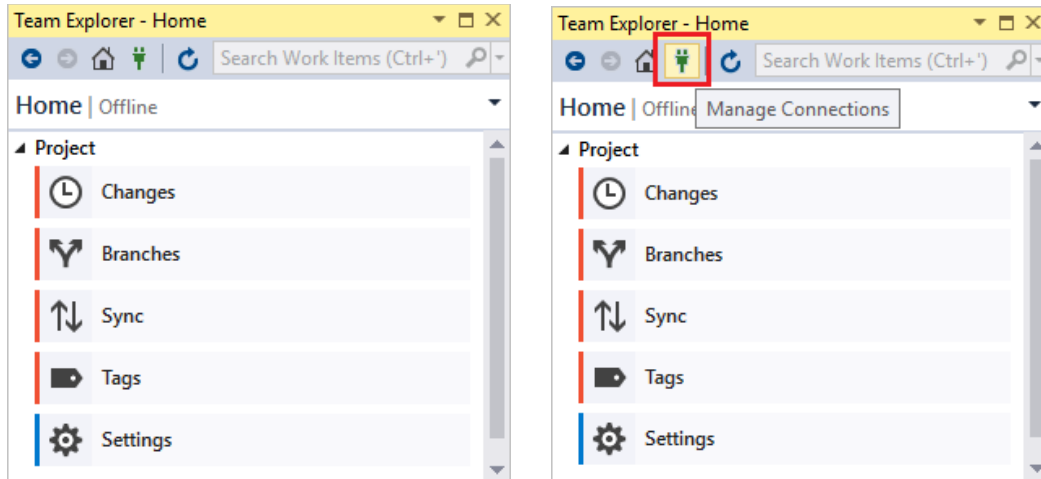 Team Explorer - Home
Search Work Items (Ctrl+')
Home | Offline
Project
Changes
Branches
Sync
Tags
Settings
Team Explorer - Home
Search Work Items (Ctrl+')
Home | Offline
Manage Connections
Project
Changes
Branches
Sync
Tags
Settings